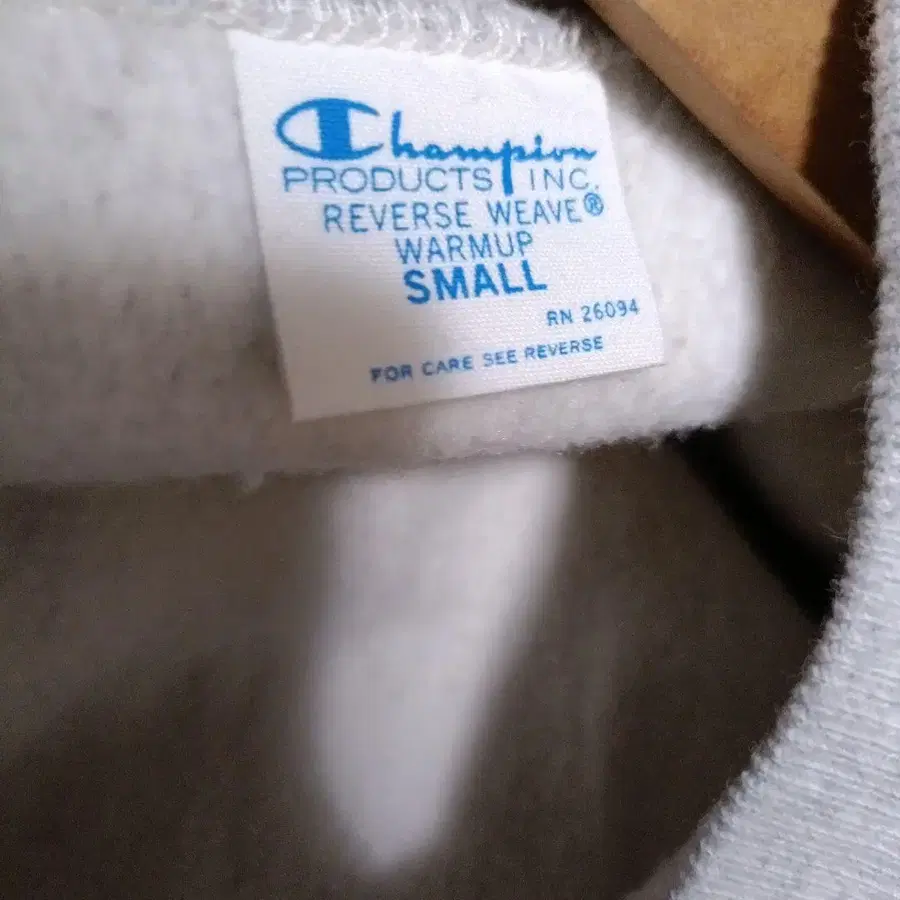 Champion
PRODUCTS INC.
REVERSE WEAVE®
WARMUP
SMALL
RN 26094
FOR CARE SEE REVERSE